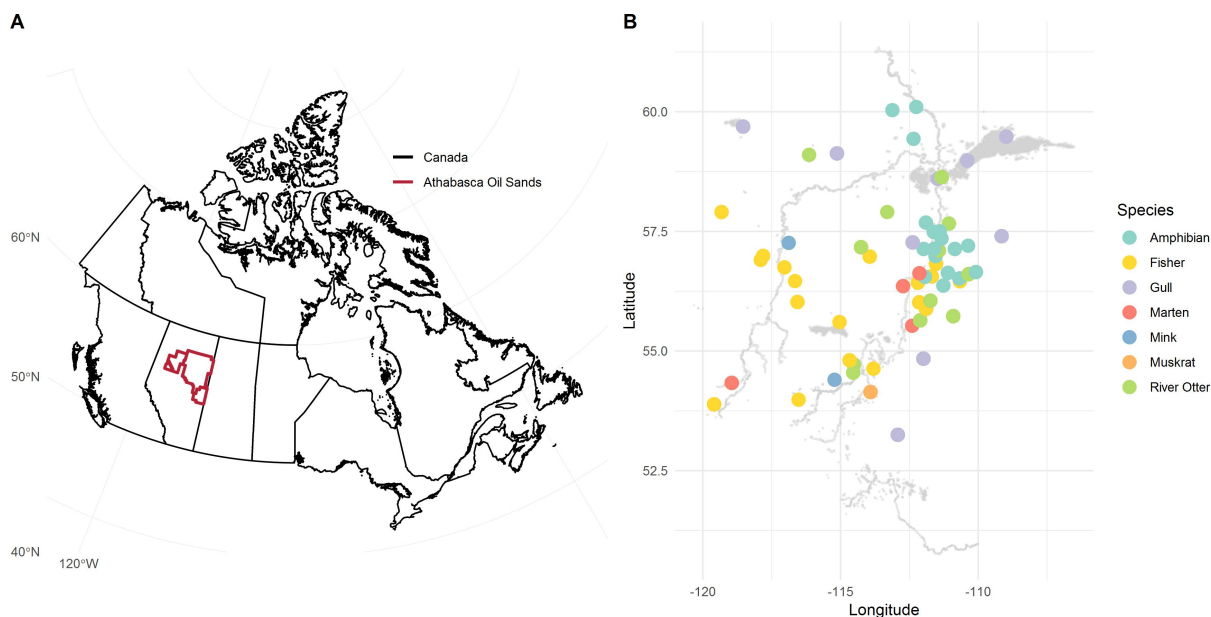 A
Canada
Athabasca Oil Sands
60°N
50°N
40°N
120°W
B
Latitude
60.0
57.5
55.0
52.5
-120
-115
-110
Longitude
Species
Amphibian
Fisher
Gull
Marten
Mink
Muskrat
River Otter